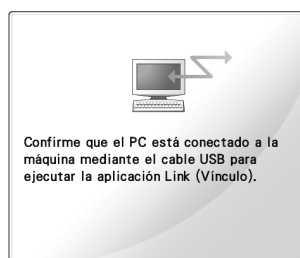 Confirme que el PC está conectado a la
máquina mediante el cable USB para
ejecutar la aplicación Link (Vínculo).